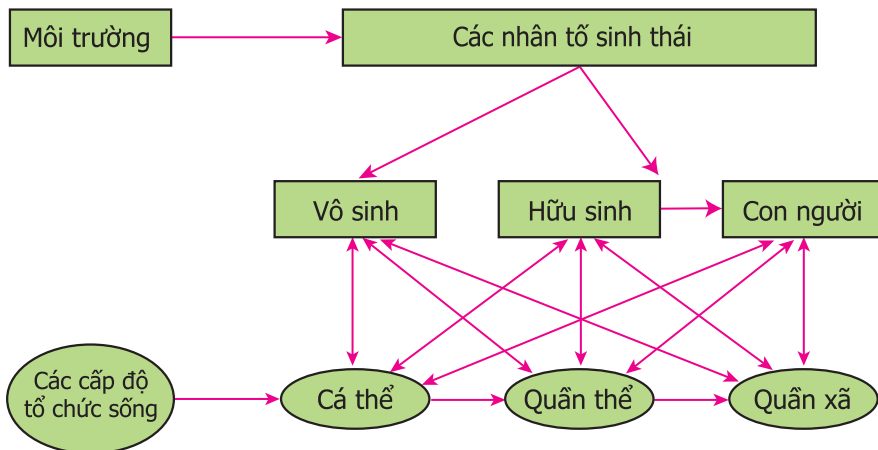 Môi trường
Các nhân tố sinh thái
Vô sinh
Hữu sinh
Con người
Các cấp độ
tổ chức sống
Cá thể
Quần thể
Quần xã